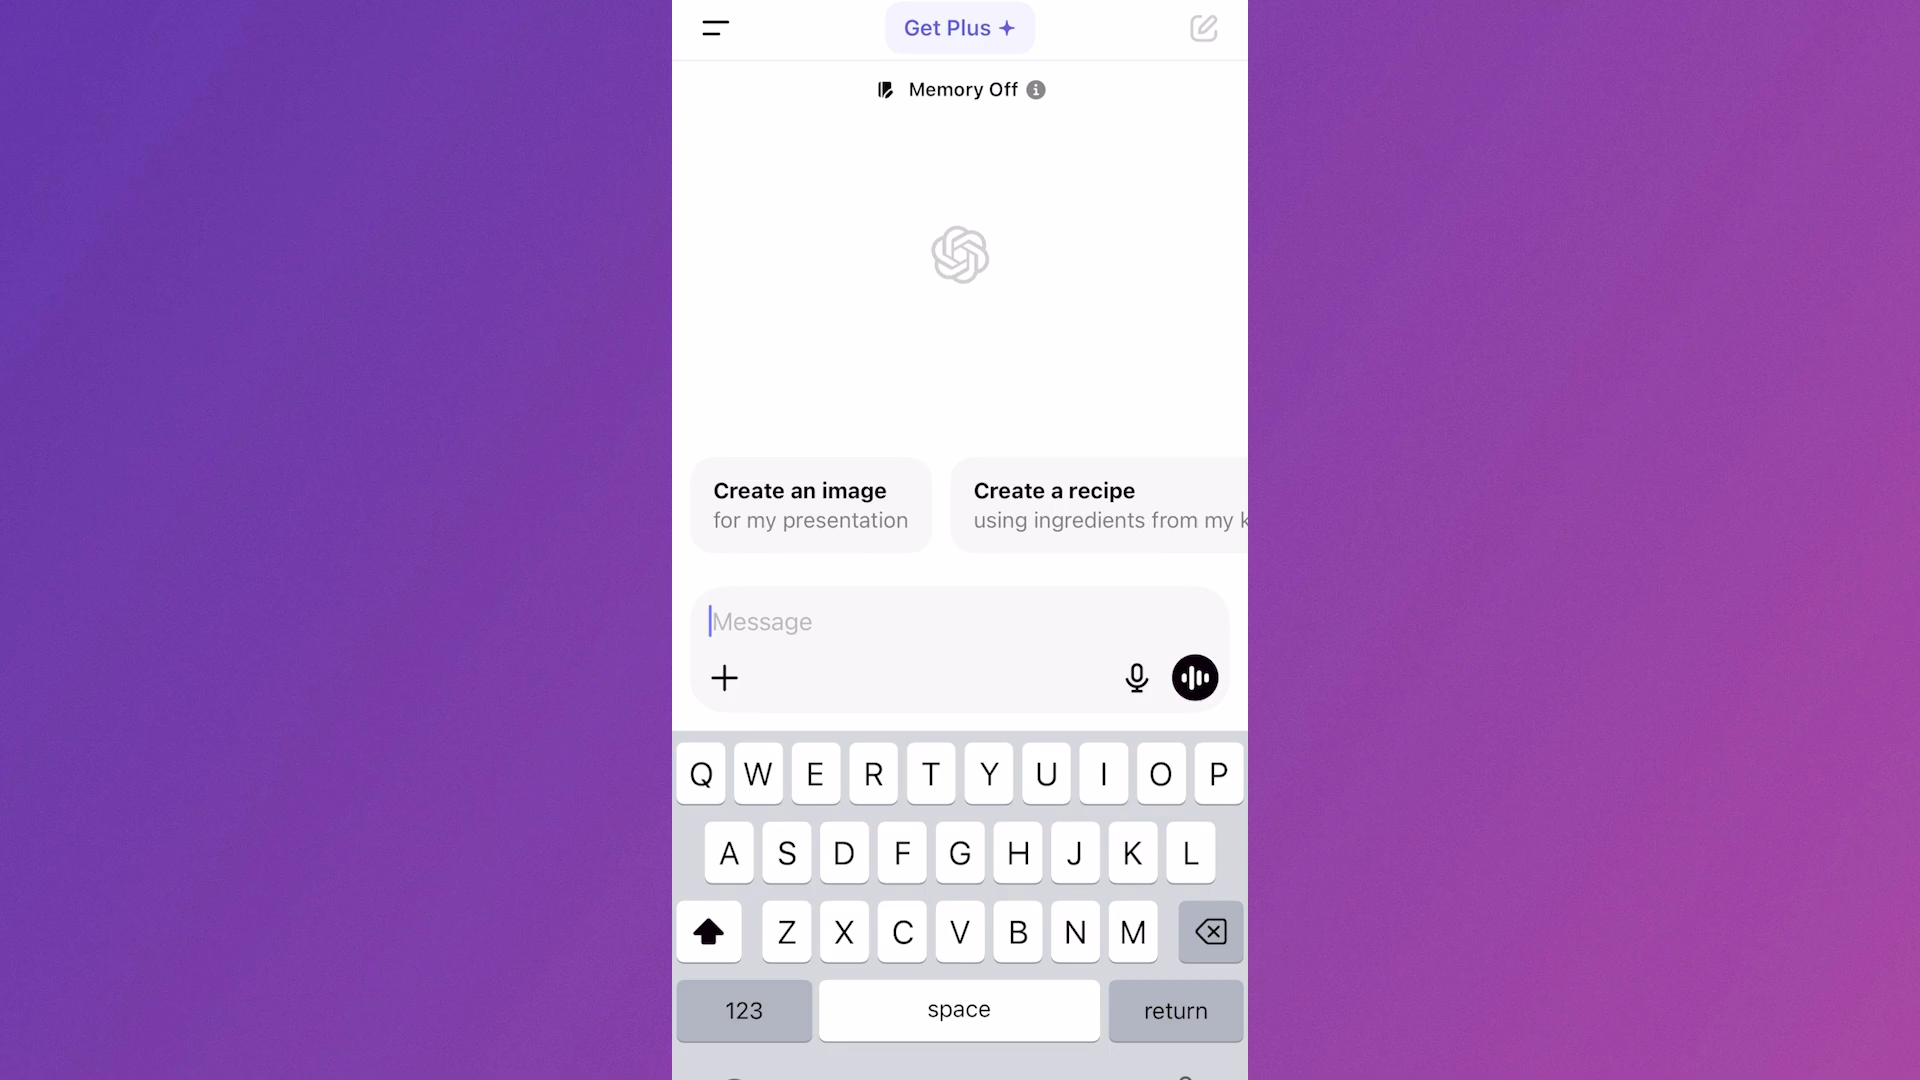 Get Plus
Memory Off
Create an image
for my presentation
Create a recipe
using ingredients from my k
Message
Q W E R T Y U I O P
A S D F G H J K L
Z X C V B N M
123 space return